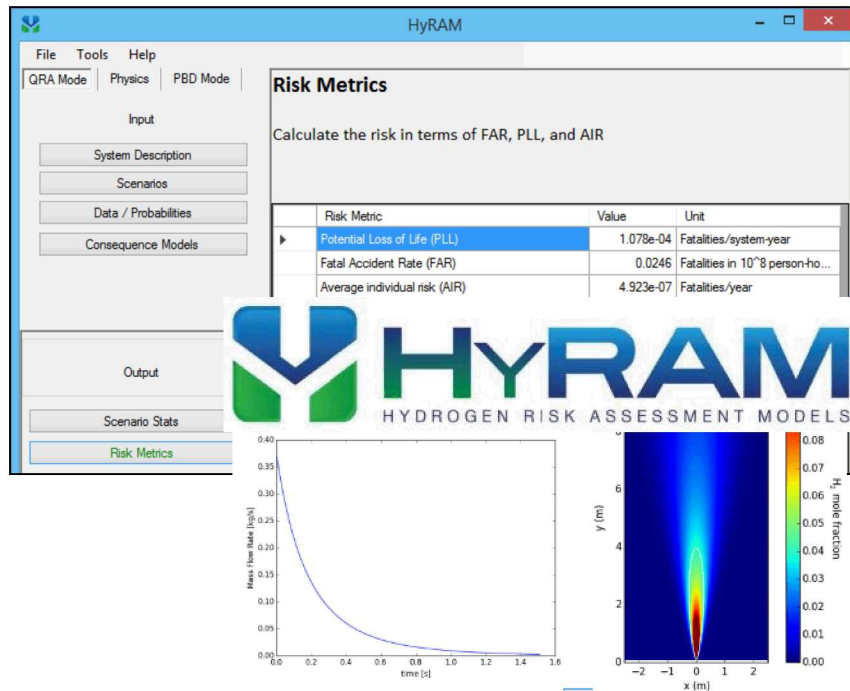 HyRAM
File Tools Help
QRA Mode Physics PBD Mode
Input
System Description
Scenarios
Data / Probabilities
Consequence Models
Output
Scenario Stats
Risk Metrics
Risk Metrics
Calculate the risk in terms of FAR, PLL, and AIR
Risk Metric Value Unit
Potential Loss of Life (PLL) 1.078e-04 Fatalities/system-year
Fatal Accident Rate (FAR) 0.0246 Fatalities in 10^8 person-ho...
Average individual risk (AIR) 4.923e-07 Fatalities/year
HYRAM
HYDROGEN RISK ASSESSMENT MODELS
Mass Flow Rate [kg/s]
0.40
0.35
0.30
0.25
0.20
0.15
0.10
0.05
0.00
0.0 0.2 0.4 0.6 0.8 1.0 1.2 1.4 1.6
time [s]
y (m)
6
4
2
0
−2 −1 0 1 2
x (m)
0.08
0.07
0.06
0.05
0.04
0.03
0.02
0.01
0.00
H₂ mole fraction